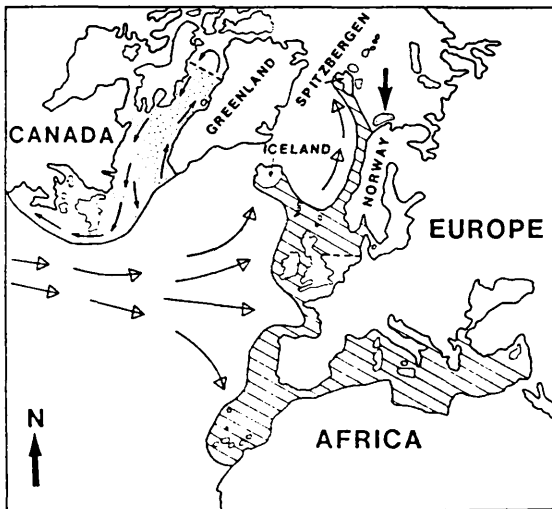 CANADA
GREENLAND
SPITZBERGEN
ICELAND
NORWAY
EUROPE
N
AFRICA